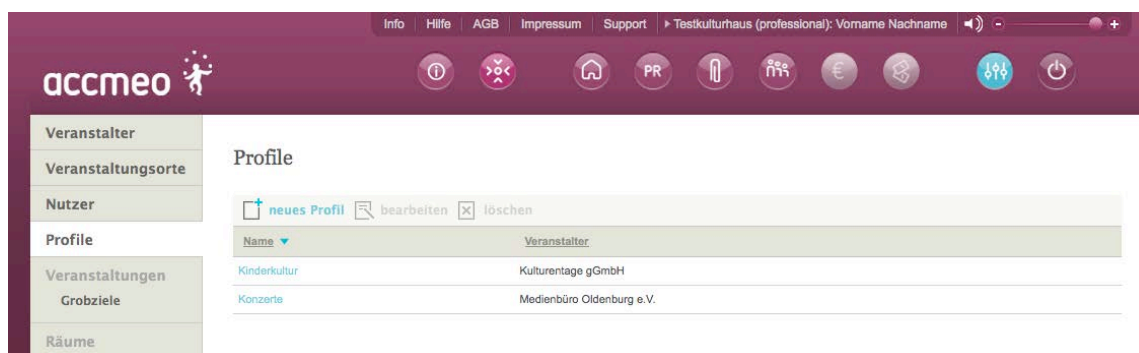 Info Hilfe AGB Impressum Support Testkulturhaus (professional): Vorname Nachname
accmeo
PR
€
Veranstalter
Veranstaltungsorte
Nutzer
Profile
Veranstaltungen
Grobziele
Räume
Profile
neues Profil bearbeiten löschen
Name Veranstalter
Kinderkultur Kulturentage gGmbH
Konzerte Medienbüro Oldenburg e.V.